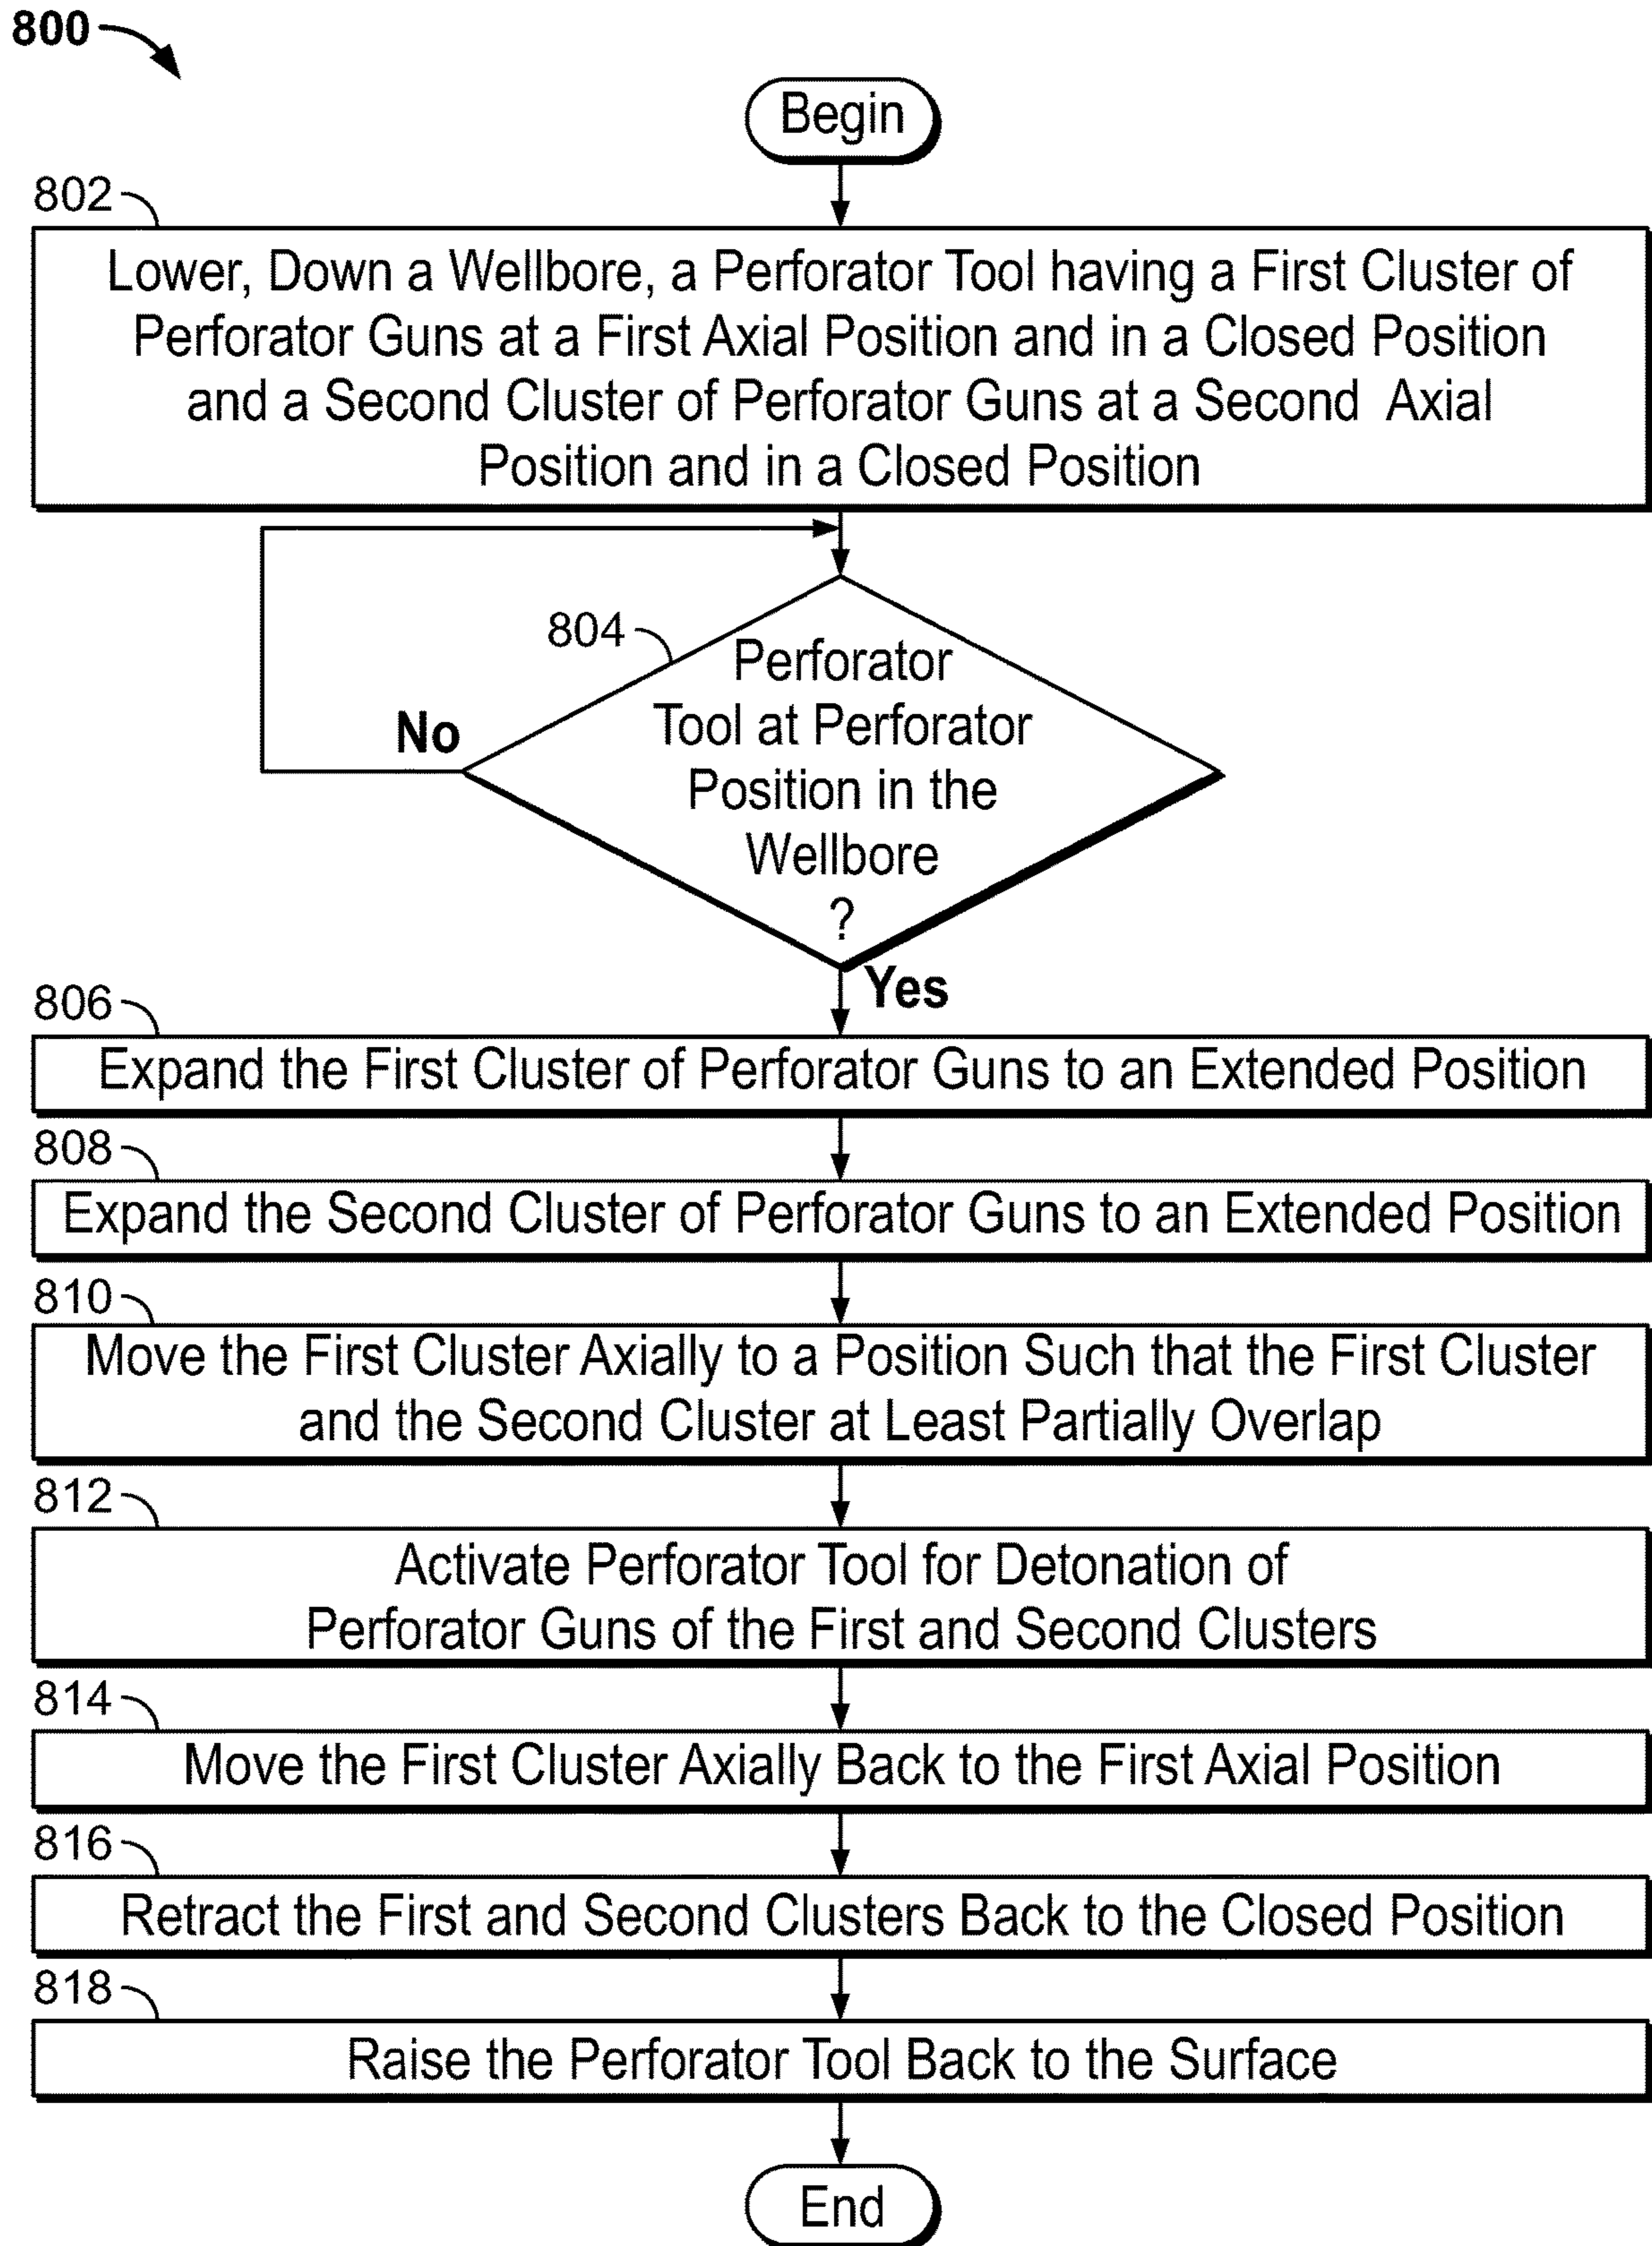 800
Begin
802
Lower, Down a Wellbore, a Perforator Tool having a First Cluster of
Perforator Guns at a First Axial Position and in a Closed Position
and a Second Cluster of Perforator Guns at a Second Axial
Position and in a Closed Position
804
Perforator
Tool at Perforator
Position in the
Wellbore
?
No
Yes
806
Expand the First Cluster of Perforator Guns to an Extended Position
808
Expand the Second Cluster of Perforator Guns to an Extended Position
810
Move the First Cluster Axially to a Position Such that the First Cluster
and the Second Cluster at Least Partially Overlap
812
Activate Perforator Tool for Detonation of
Perforator Guns of the First and Second Clusters
814
Move the First Cluster Axially Back to the First Axial Position
816
Retract the First and Second Clusters Back to the Closed Position
818
Raise the Perforator Tool Back to the Surface
End